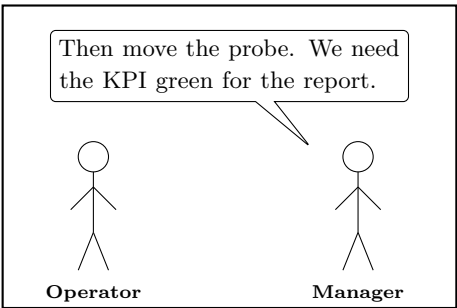 Then move the probe. We need
the KPI green for the report.
Operator
Manager